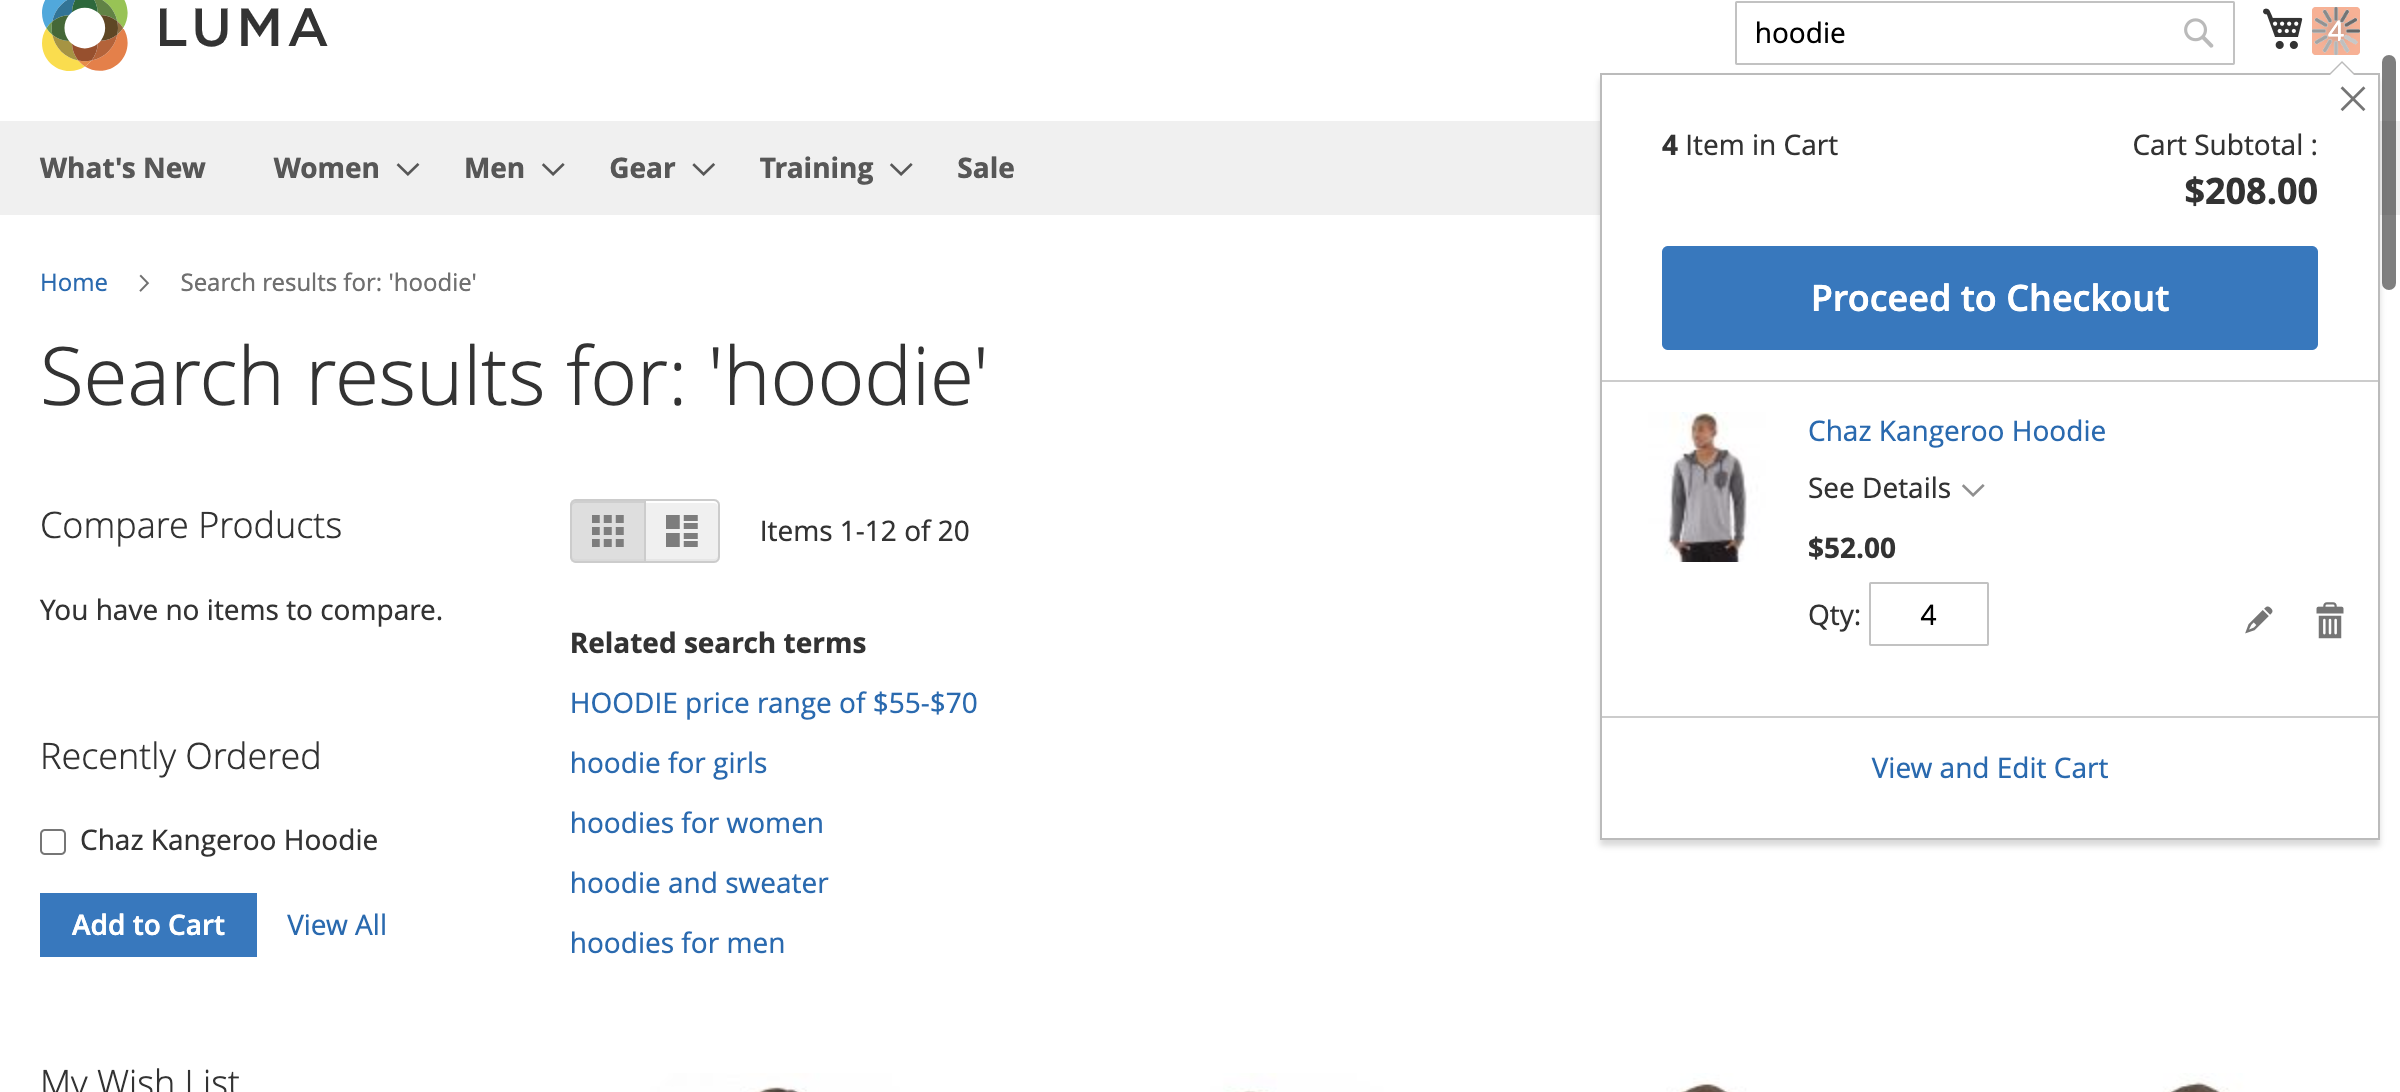 LUMA
hoodie
4
What's New
Women
Men
Gear
Training
Sale
4 Item in Cart
Cart Subtotal :
$208.00
Proceed to Checkout
Home
Search results for: 'hoodie'
Search results for: 'hoodie'
Chaz Kangeroo Hoodie
See Details
$52.00
Qty: 4
View and Edit Cart
Compare Products
You have no items to compare.
Items 1-12 of 20
Related search terms
HOODIE price range of $55-$70
hoodie for girls
hoodies for women
hoodie and sweater
hoodies for men
Recently Ordered
Chaz Kangeroo Hoodie
Add to Cart
View All
My Wish List